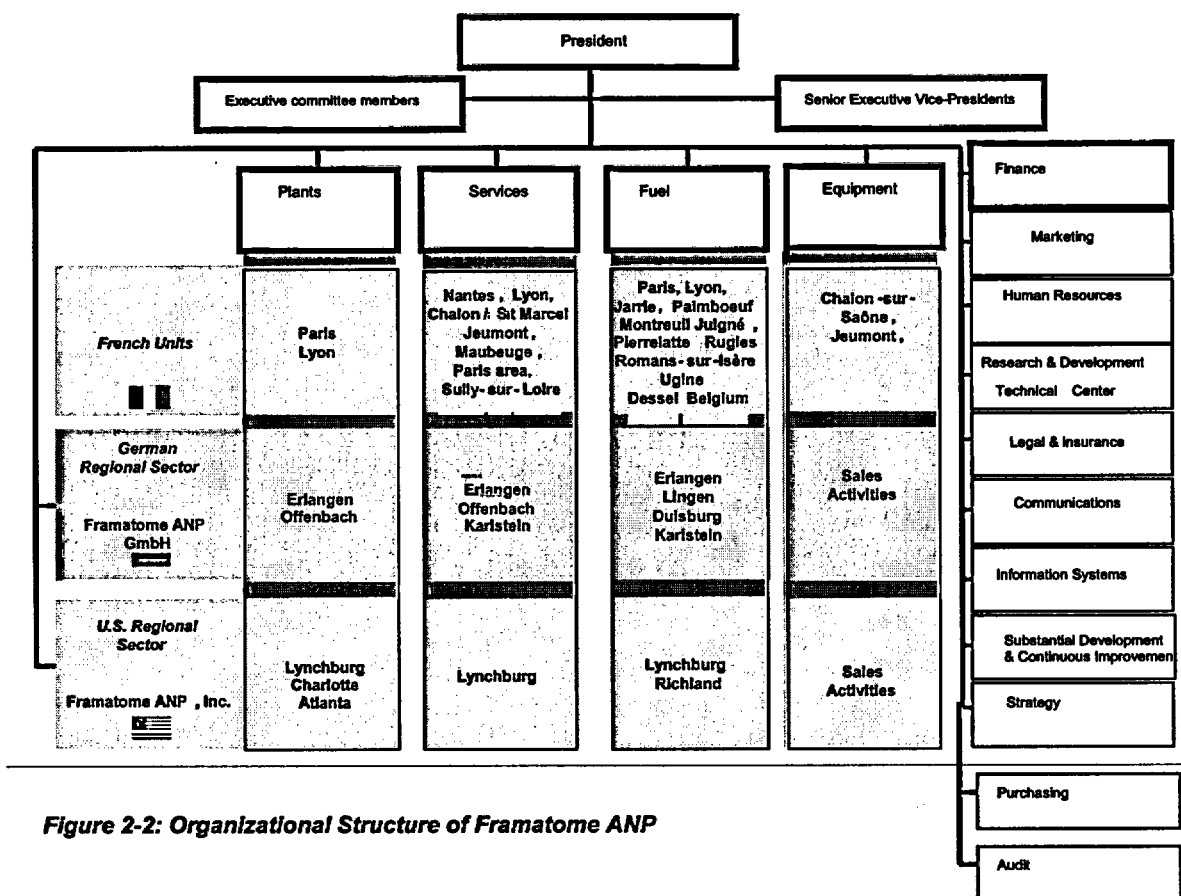 President
Executive committee members
Senior Executive Vice-Presidents
Plants
Services
Fuel
Equipment
French Units
Paris
Lyon
Nantes , Lyon,
Chalon /· Snt Marcel
Jeumont ,
Maubeuge ,
Paris area,
Sully-sur-Loire
Paris, Lyon,
Jarrie, Paimboeuf
Montreuil Juigné ,
Pierrelatte Rugles
Romans-sur-Isère
Ugine
Dessel Belgium
Chalon -sur-
Saône ,
Jeumont ,
German
Regional Sector
Framatome ANP
GmbH
Erlangen
Offenbach
Erlangen
Offenbach
Karlstein
Erlangen
Lingen
Duisburg
Karlstein
Sales
Activities
U.S. Regional
Sector
Framatome ANP , Inc.
Lynchburg
Charlotte
Atlanta
Lynchburg
Lynchburg
Richland
Sales
Activities
Finance
Marketing
Human Resources
Research & Development
Technical Center
Legal & Insurance
Communications
Information Systems
Substantial Development
& Continuous Improvemen
Strategy
Purchasing
Audit
Figure 2-2: Organizational Structure of Framatome ANP